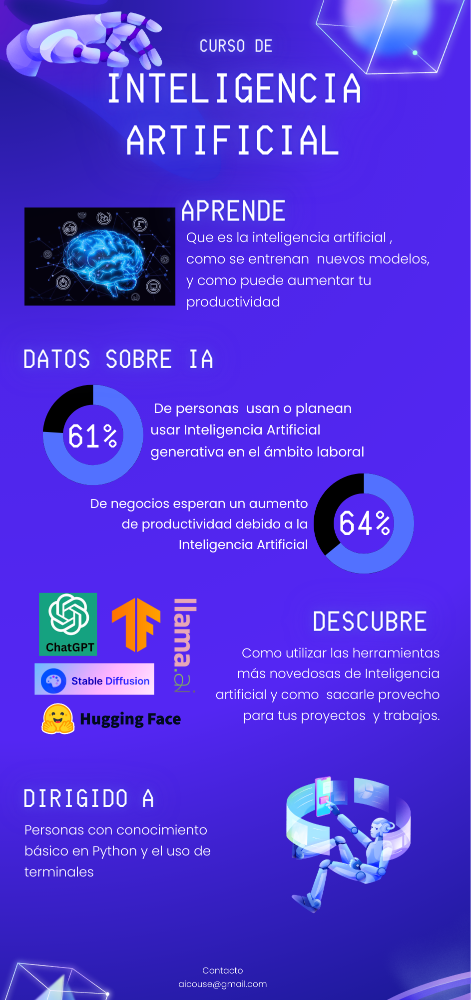 CURSO DE
INTELIGENCIA
ARTIFICIAL
APRENDE
Que es la inteligencia artificial ,
como se entrenan nuevos modelos,
y como puede aumentar tu
productividad
DATOS SOBRE IA
61%
De personas usan o planean
usar Inteligencia Artificial
generativa en el ámbito laboral
De negocios esperan un aumento
de productividad debido a la
Inteligencia Artificial
64%
ChatGPT
llama.ai
Stable Diffusion
Hugging Face
DESCUBRE
Como utilizar las herramientas
más novedosas de Inteligencia
artificial y como sacarle provecho
para tus proyectos y trabajos.
DIRIGIDO A
Personas con conocimiento
básico en Python y el uso de
terminales
Contacto
aicouse@gmail.com